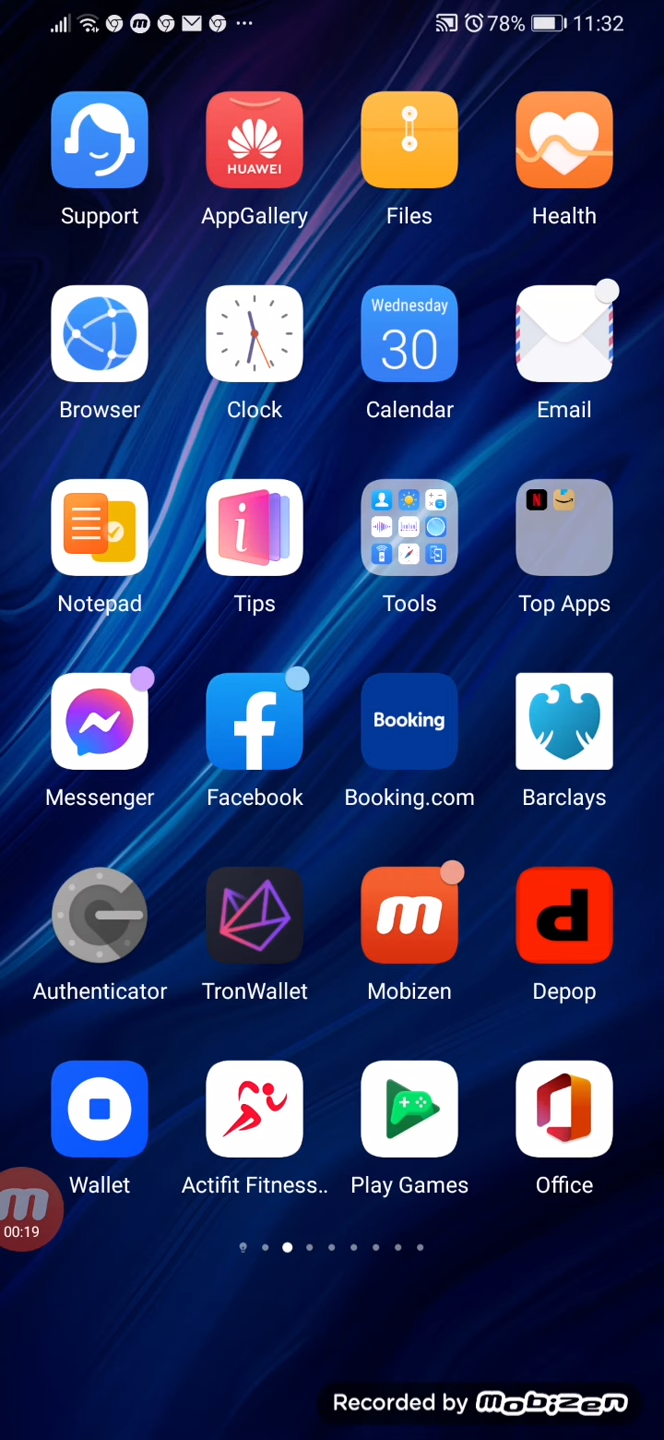 78% 11:32
HUAWEI
Support AppGallery Files Health
Wednesday
30
Browser Clock Calendar Email
i
N
Notepad Tips Tools Top Apps
f Booking
Messenger Facebook Booking.com Barclays
m d
Authenticator TronWallet Mobizen Depop
Wallet Actifit Fitness.. Play Games Office
m
00:19
Recorded by mobizen